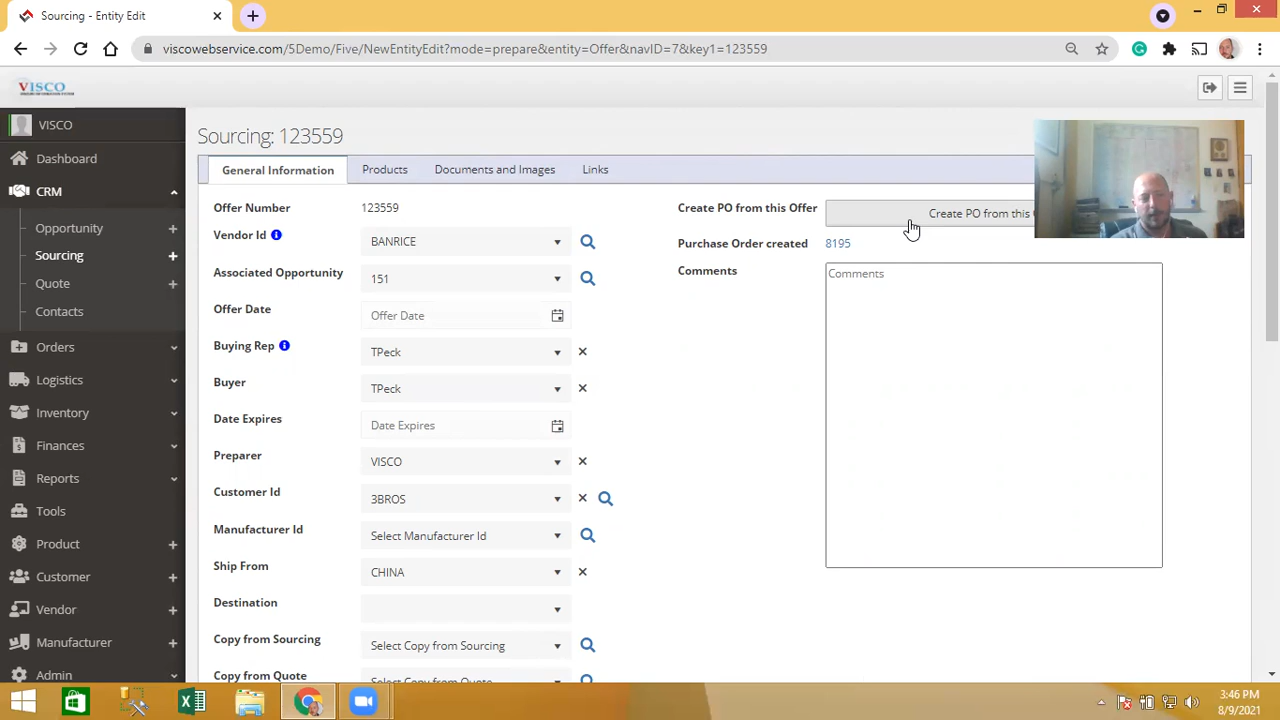 Sourcing - Entity Edit
viscowebservice.com/5Demo/Five/NewEntityEdit?mode=prepare&entity=Offer&navID=7&key1=123559
VISCO
VISCO
Dashboard
CRM
Opportunity
Sourcing
Quote
Contacts
Orders
Logistics
Inventory
Finances
Reports
Tools
Product
Customer
Vendor
Manufacturer
Admin
Sourcing: 123559
General Information Products Documents and Images Links
Offer Number 123559
Vendor Id BANRICE
Associated Opportunity 151
Offer Date Offer Date
Buying Rep TPeck
Buyer TPeck
Date Expires Date Expires
Preparer VISCO
Customer Id 3BROS
Manufacturer Id Select Manufacturer Id
Ship From CHINA
Destination
Copy from Sourcing Select Copy from Sourcing
Copy from Quote Select Copy from Quote
Create PO from this Offer Create PO from this
Purchase Order created 8195
Comments Comments
3:46 PM
8/9/2021